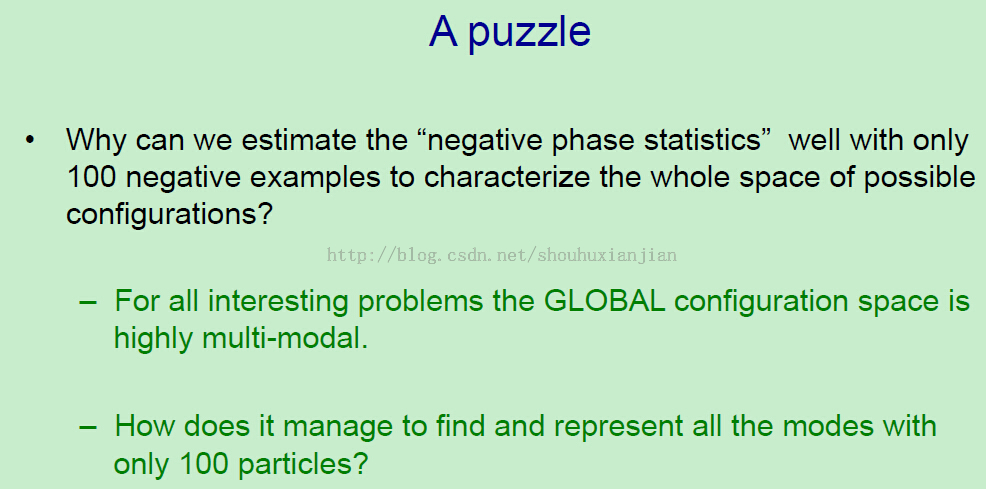 A puzzle
• Why can we estimate the “negative phase statistics” well with only
100 negative examples to characterize the whole space of possible
configurations?
http://blog.csdn.net/shouhuxianjian
– For all interesting problems the GLOBAL configuration space is
highly multi-modal.
– How does it manage to find and represent all the modes with
only 100 particles?